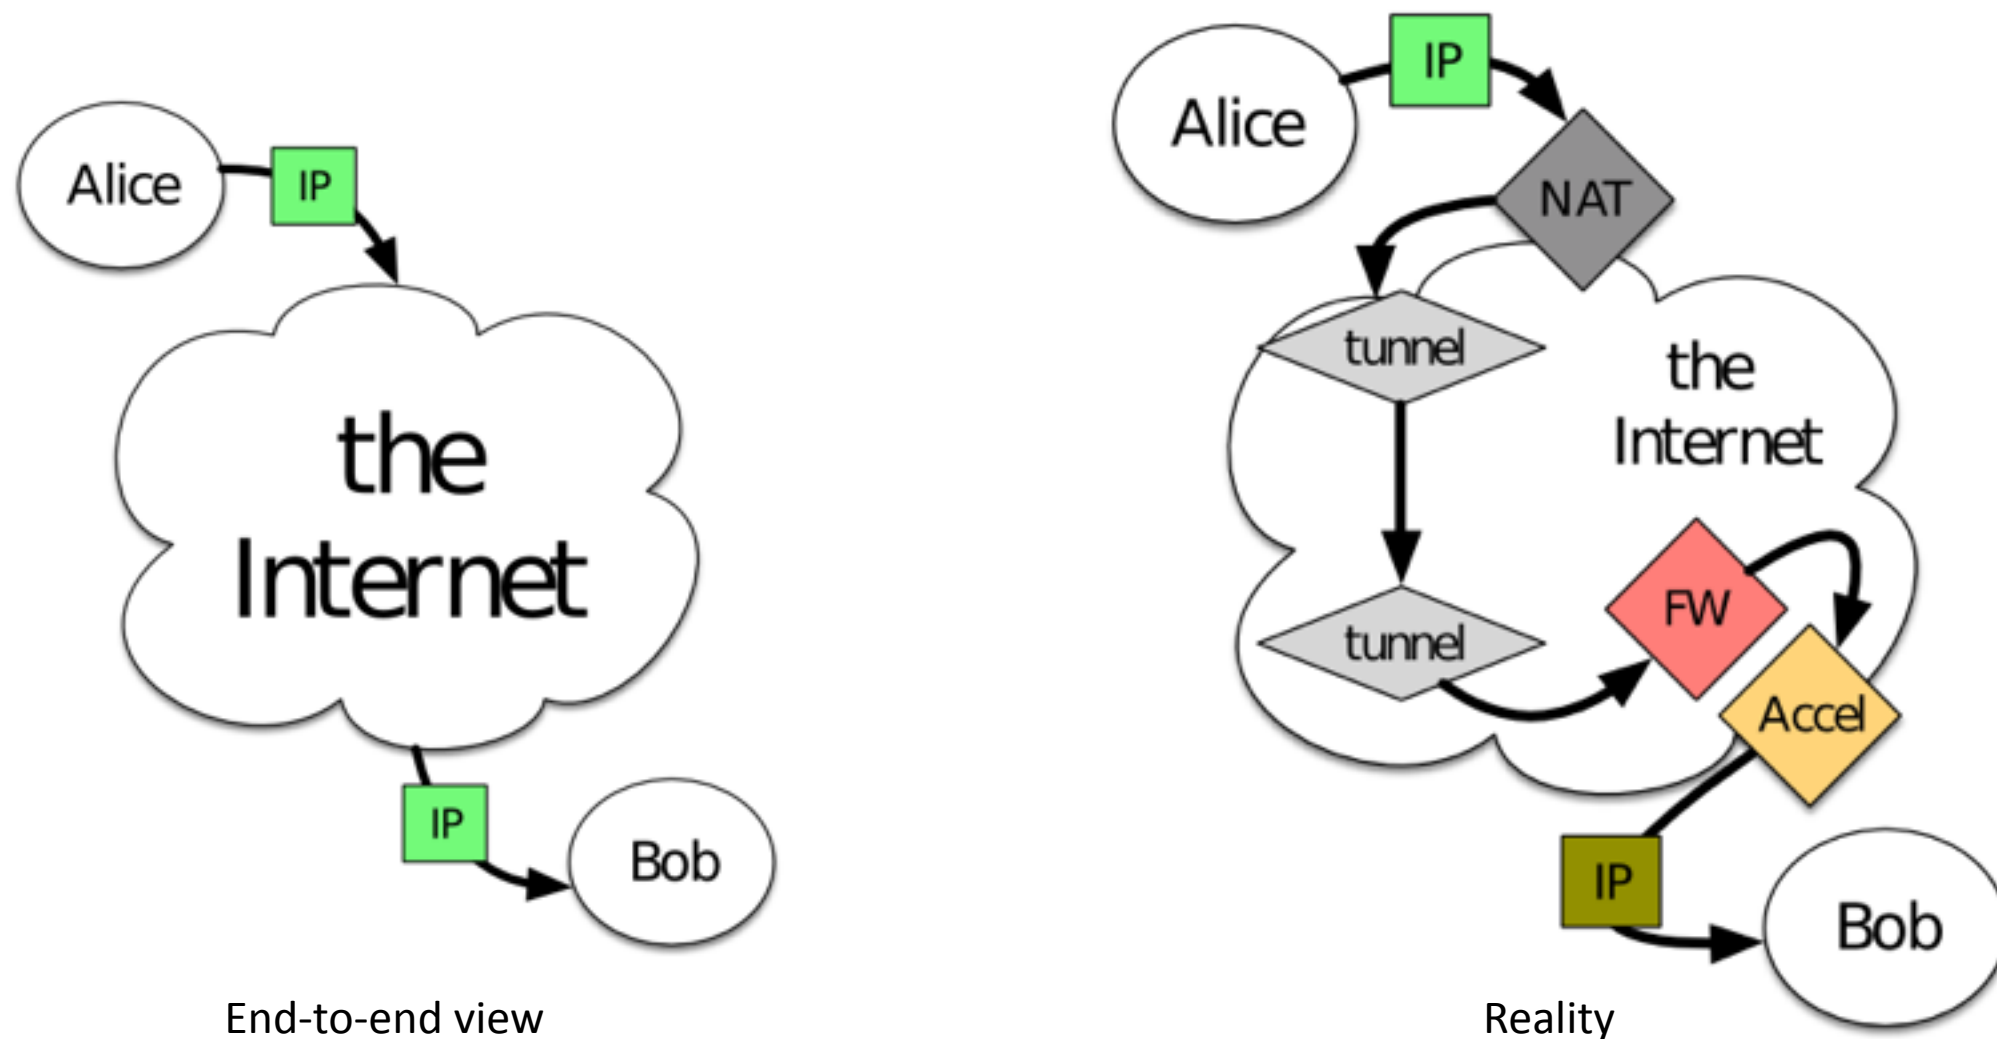 Alice
IP
the
Internet
IP
Bob
End-to-end view
Alice
IP
NAT
tunnel
the
Internet
tunnel
FW
Accel
IP
Bob
Reality